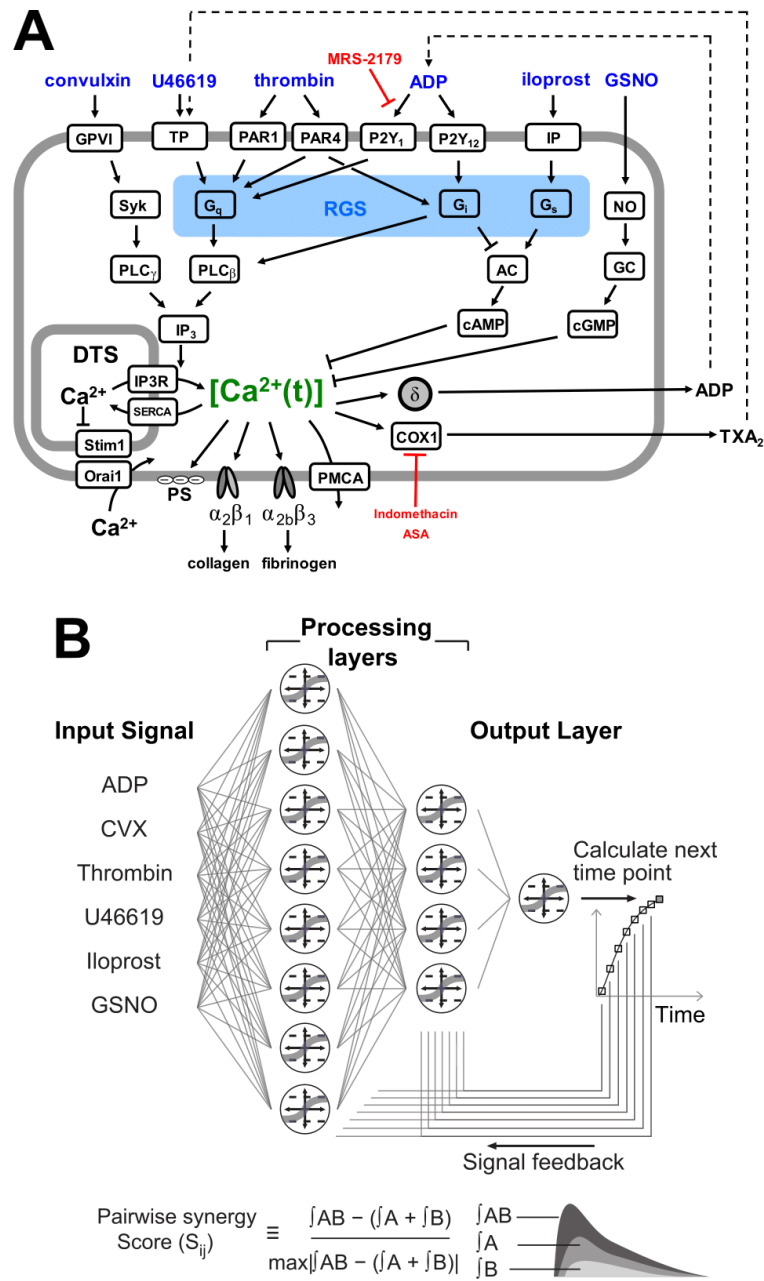 A
MRS-2179
convulxin U46619 thrombin ADP iloprost GSNO
GPVI TP PAR1 PAR4 P2Y1 P2Y12 IP
Syk Gq RGS Gi Gs NO
PLCγ PLCβ AC GC
IP3 cAMP cGMP
DTS
Ca2+ IP3R [Ca2+(t)] δ ADP
SERCA
Stim1 COX1 TXA2
Orai1 PS PMCA
Ca2+ α2β1 α2bβ3 Indomethacin
ASA
collagen fibrinogen
B
Processing
layers
Input Signal Output Layer
ADP
CVX
Thrombin
U46619
Iloprost
GSNO
Calculate next
time point
Time
Signal feedback
Pairwise synergy
Score (Sij)
≡
∫AB − (∫A + ∫B)
max|∫AB − (∫A + ∫B)|
∫AB
∫A
∫B